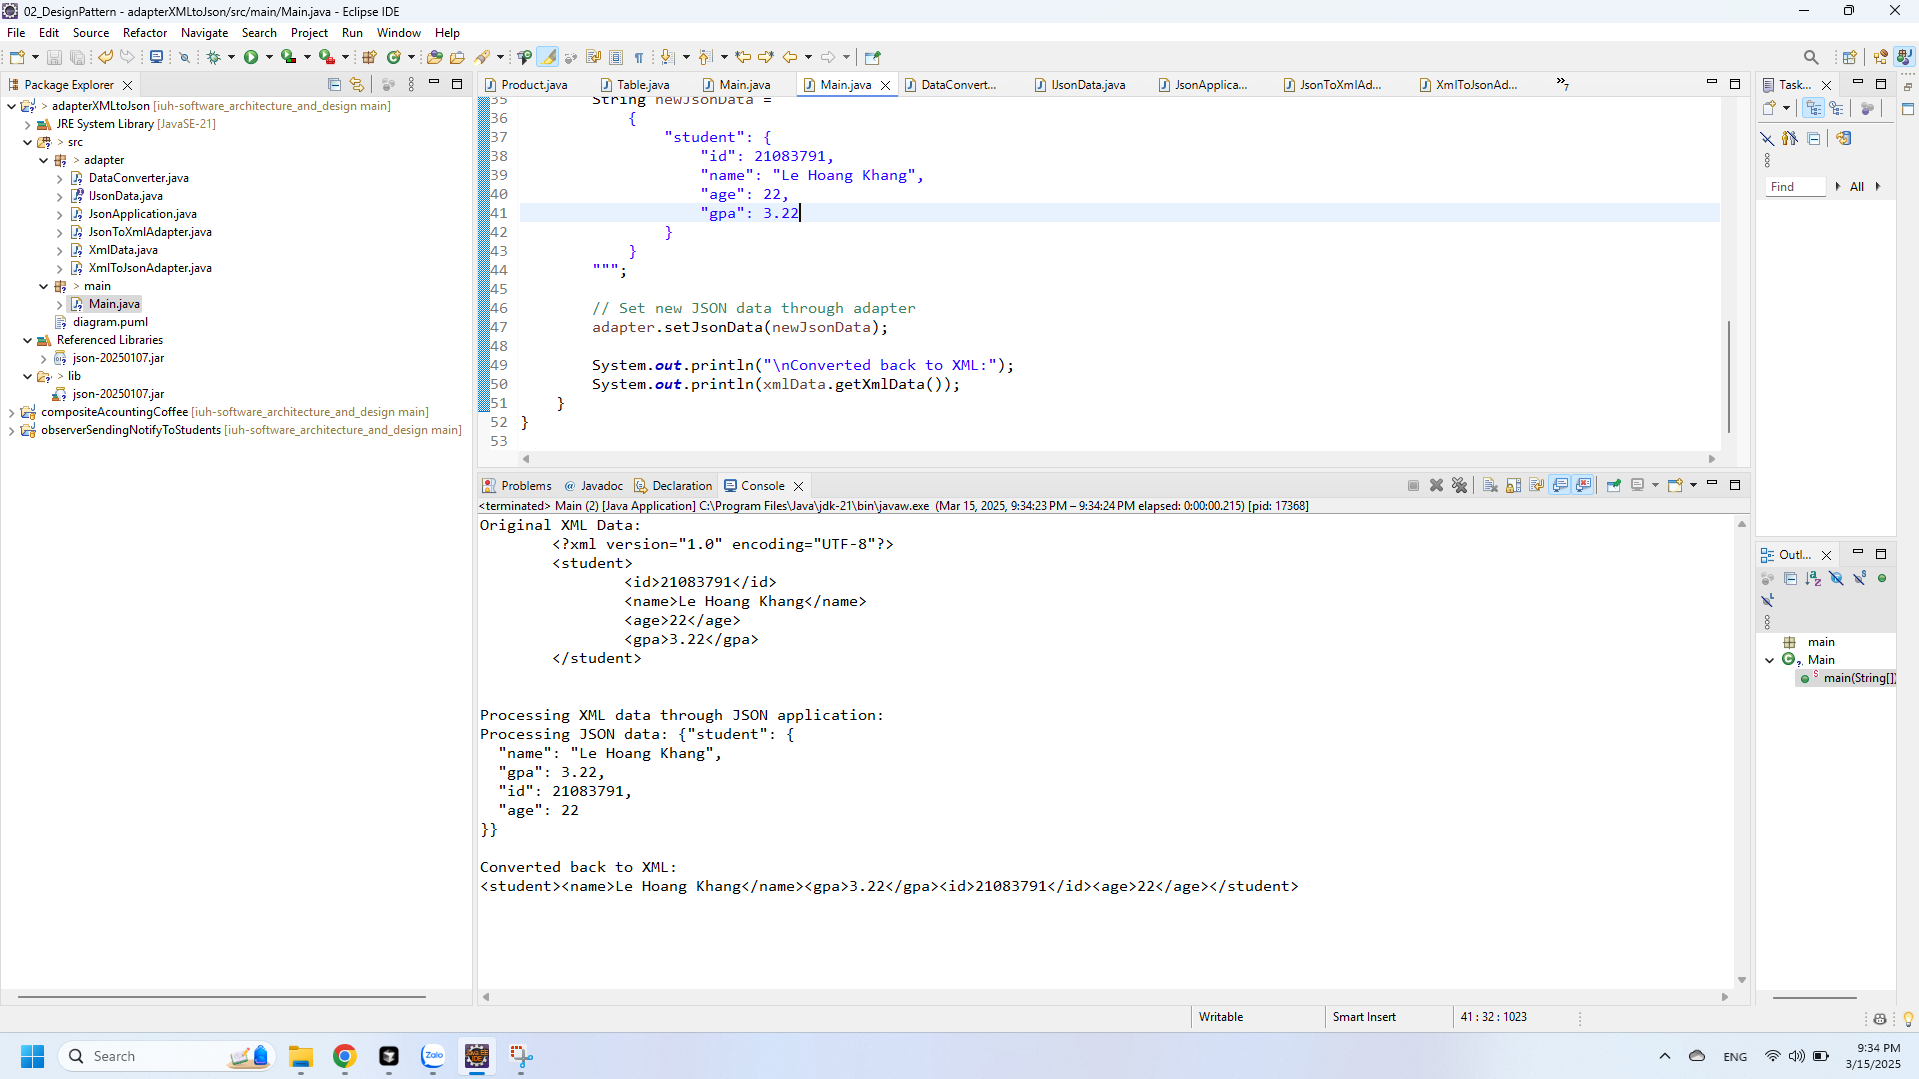 02_DesignPattern - adapterXMLtoJson/src/main/Main.java - Eclipse IDE
File Edit Source Refactor Navigate Search Project Run Window Help
Package Explorer
adapterXMLtoJson [iuh-software_architecture_and_design main]
JRE System Library [JavaSE-21]
src
adapter
DataConverter.java
IJsonData.java
JsonApplication.java
JsonToXmlAdapter.java
XmlData.java
XmlToJsonAdapter.java
main
Main.java
diagram.puml
Referenced Libraries
json-20250107.jar
lib
json-20250107.jar
compositeAcountingCoffee [iuh-software_architecture_and_design main]
observerSendingNotifyToStudents [iuh-software_architecture_and_design main]
Product.java Table.java Main.java Main.java DataConvert... IJsonData.java JsonApplica... JsonToXmlAd... XmlToJsonAd... »7
35 String newJsonData = 
36 {
37 "student": {
38 "id": 21083791,
39 "name": "Le Hoang Khang",
40 "age": 22,
41 "gpa": 3.22
42 }
43 }
44 """;
45
46 // Set new JSON data through adapter
47 adapter.setJsonData(newJsonData);
48
49 System.out.println("\nConverted back to XML:");
50 System.out.println(xmlData.getXmlData());
51 }
52 }
53
Problems Javadoc Declaration Console
<terminated> Main (2) [Java Application] C:\Program Files\Java\jdk-21\bin\javaw.exe (Mar 15, 2025, 9:34:23 PM – 9:34:24 PM elapsed: 0:00:00.215) [pid: 17368]
Original XML Data:
<?xml version="1.0" encoding="UTF-8"?>
<student>
<id>21083791</id>
<name>Le Hoang Khang</name>
<age>22</age>
<gpa>3.22</gpa>
</student>
Processing XML data through JSON application:
Processing JSON data: {"student": {
"name": "Le Hoang Khang",
"gpa": 3.22,
"id": 21083791,
"age": 22
}}
Converted back to XML:
<student><name>Le Hoang Khang</name><gpa>3.22</gpa><id>21083791</id><age>22</age></student>
Task...
Find All
Outl...
main
Main
main(String[])
Writable Smart Insert 41 : 32 : 1023
Search
Zalo
ENG
9:34 PM
3/15/2025